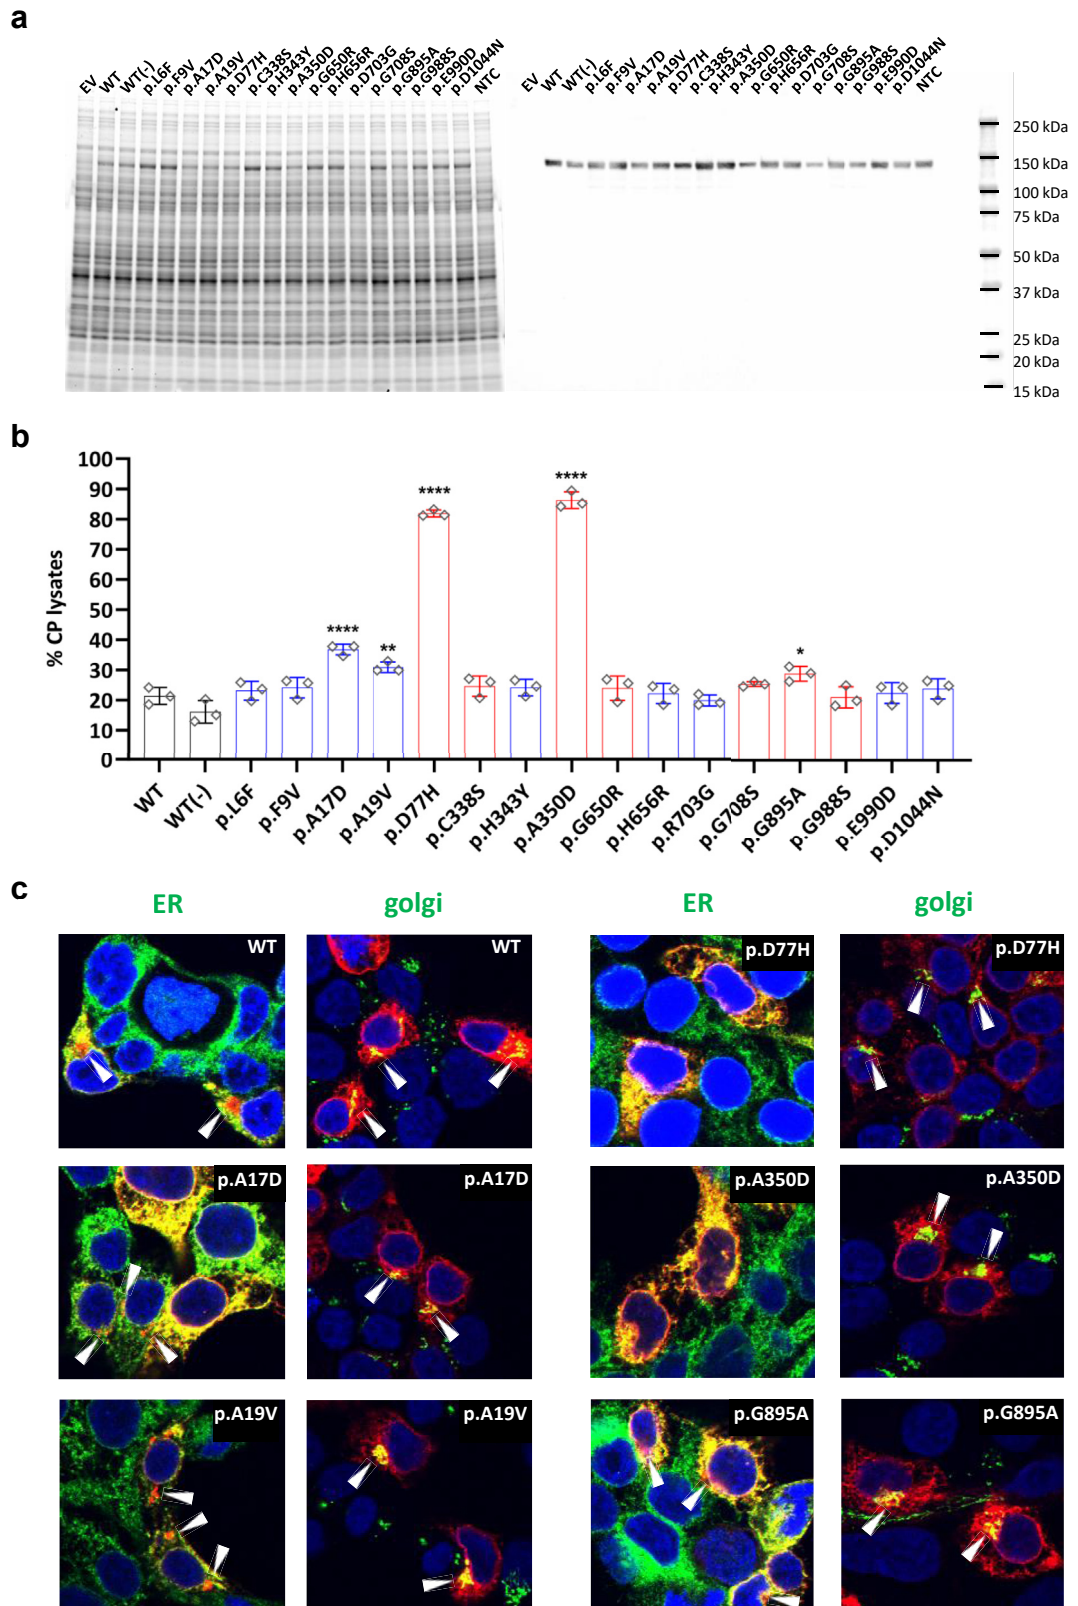 a
EV WT WT(-) p.L6F p.F9V p.A17D p.A19V p.D77H p.C338S p.H343Y p.A350D p.G650R p.H656R p.D703G p.G708S p.G895A p.G988S p.E990D p.D1044N NTC
EV WT WT(-) p.L6F p.F9V p.A17D p.A19V p.D77H p.C338S p.H343Y p.A350D p.G650R p.H656R p.D703G p.G708S p.G895A p.G988S p.E990D p.D1044N NTC
250 kDa
150 kDa
100 kDa
75 kDa
50 kDa
37 kDa
25 kDa
20 kDa
15 kDa
b
% CP lysates
100
90
80
70
60
50
40
30
20
10
0
**** ** **** **** *
WT WT(-) p.L6F p.F9V p.A17D p.A19V p.D77H p.C338S p.H343Y p.A350D p.G650R p.H656R p.R703G p.G708S p.G895A p.G988S p.E990D p.D1044N
c
ER golgi ER golgi
WT WT p.D77H p.D77H
p.A17D p.A17D p.A350D p.A350D
p.A19V p.A19V p.G895A p.G895A